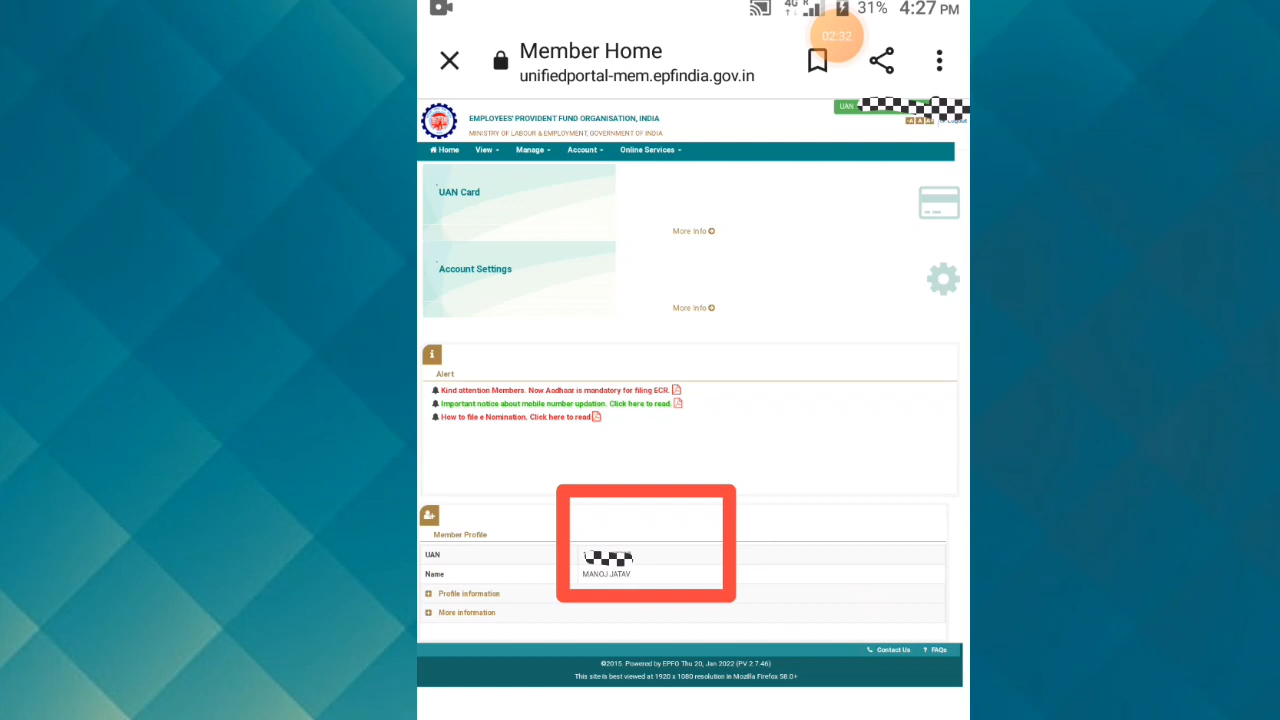 4G R 31% 4:27 PM
02:32
Member Home
unifiedportal-mem.epfindia.gov.in
UAN
EMPLOYEES' PROVIDENT FUND ORGANISATION, INDIA
MINISTRY OF LABOUR & EMPLOYMENT, GOVERNMENT OF INDIA
Logout
Home View Manage Account Online Services
UAN Card
More Info
Account Settings
More Info
Alert
Kind attention Members. Now Aadhaar is mandatory for filing ECR.
Important notice about mobile number updation. Click here to read.
How to file e Nomination. Click here to read
Member Profile
UAN
Name MANOJ JATAV
Profile information
More information
Contact Us ? FAQs
©2015. Powered by EPFO Thu 20, Jan 2022 (PV 2.7.46)
This site is best viewed at 1920 x 1080 resolution in Mozilla Firefox 58.0+